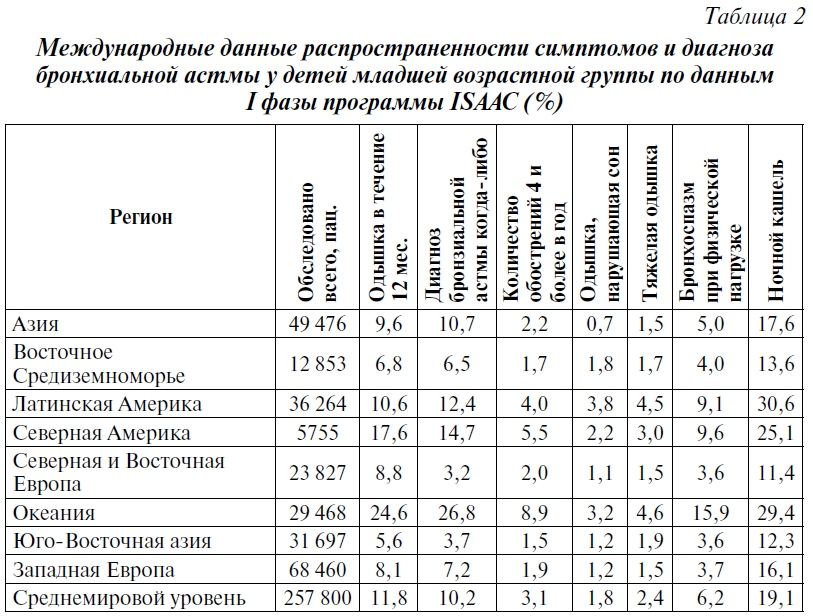 Таблица 2
Международные данные распространенности симптомов и диагноза
бронхиальной астмы у детей младшей возрастной группы по данным
I фазы программы ISAAC (%)
Регион
Обследовано
всего, пац.
Одышка в течение
12 мес.
Диагноз
бронзиальной
астмы когда-либо
Количество
обострений 4 и
более в год
Одышка,
нарушающая сон
Тяжелая одышка
Бронхоспазм
при физической
нагрузке
Ночной кашель
Азия 49 476 9,6 10,7 2,2 0,7 1,5 5,0 17,6
Восточное
Средиземноморье 12 853 6,8 6,5 1,7 1,8 1,7 4,0 13,6
Латинская Америка 36 264 10,6 12,4 4,0 3,8 4,5 9,1 30,6
Северная Америка 5755 17,6 14,7 5,5 2,2 3,0 9,6 25,1
Северная и Восточная
Европа 23 827 8,8 3,2 2,0 1,1 1,5 3,6 11,4
Океания 29 468 24,6 26,8 8,9 3,2 4,6 15,9 29,4
Юго-Восточная азия 31 697 5,6 3,7 1,5 1,2 1,9 3,6 12,3
Западная Европа 68 460 8,1 7,2 1,9 1,2 1,5 3,7 16,1
Среднемировой уровень 257 800 11,8 10,2 3,1 1,8 2,4 6,2 19,1